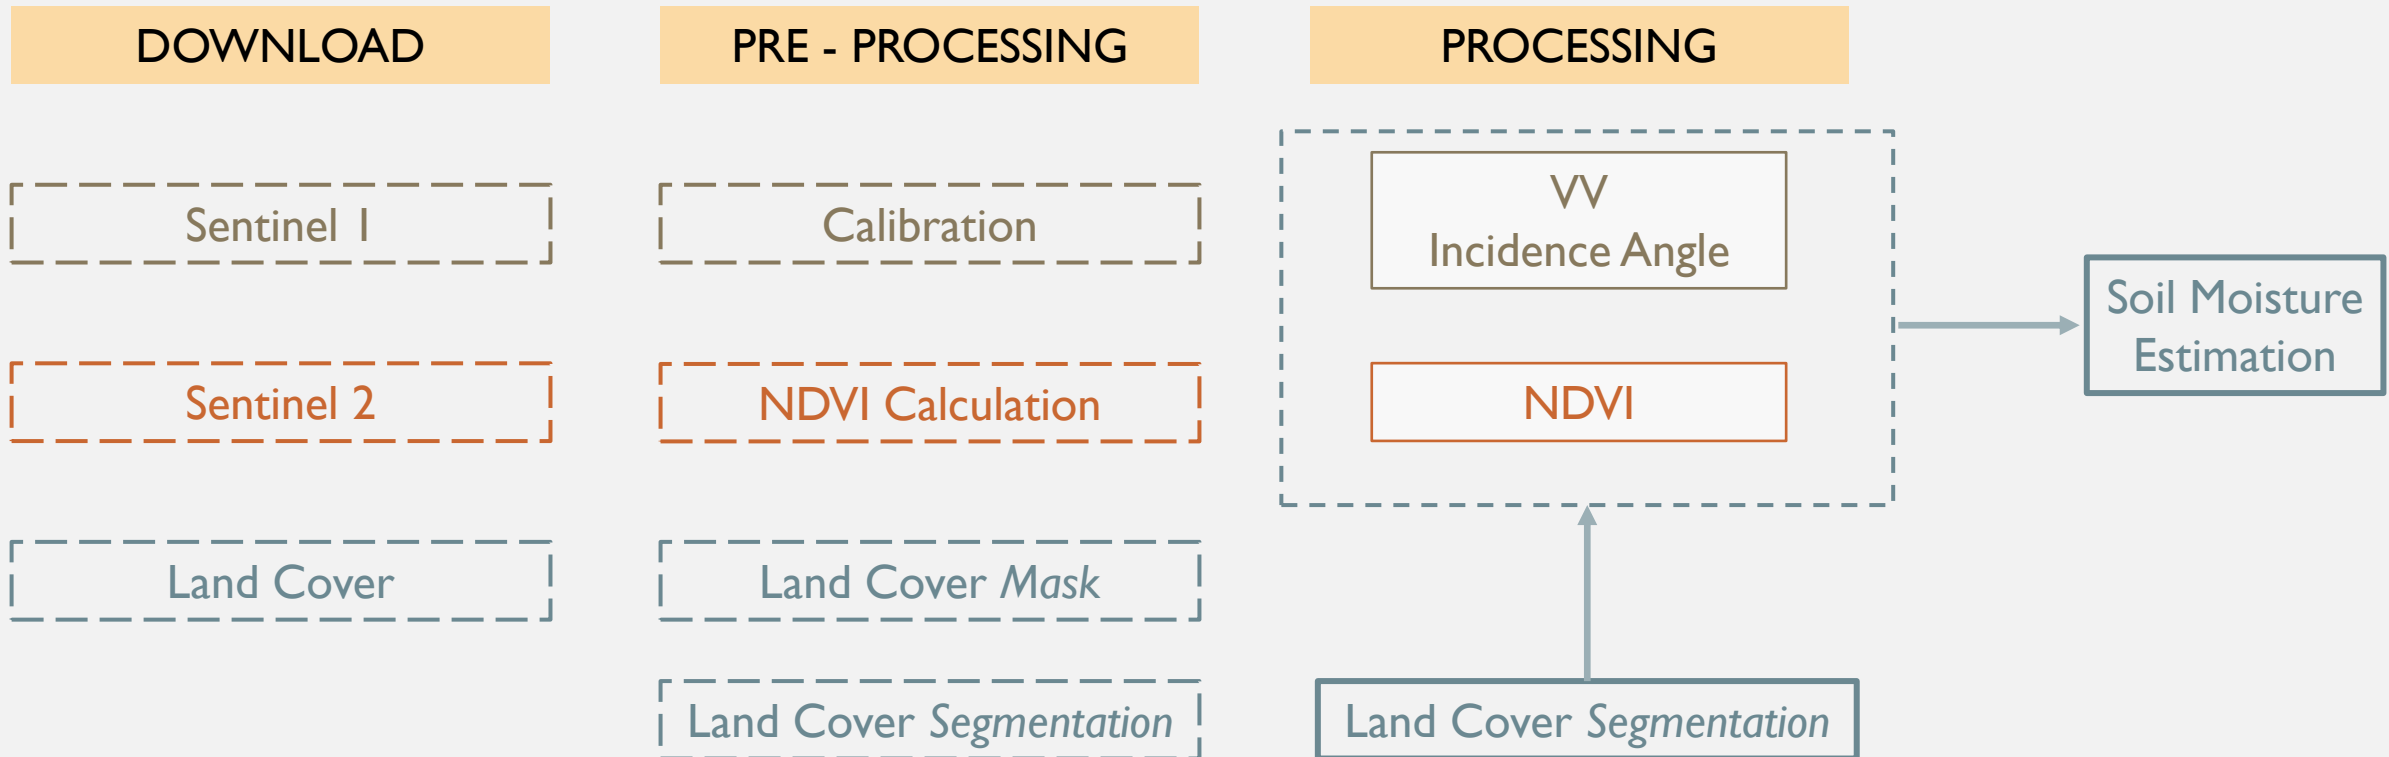 DOWNLOAD
PRE - PROCESSING
PROCESSING
Sentinel 1
Calibration
VV
Incidence Angle
Soil Moisture
Estimation
Sentinel 2
NDVI Calculation
NDVI
Land Cover
Land Cover Mask
Land Cover Segmentation
Land Cover Segmentation